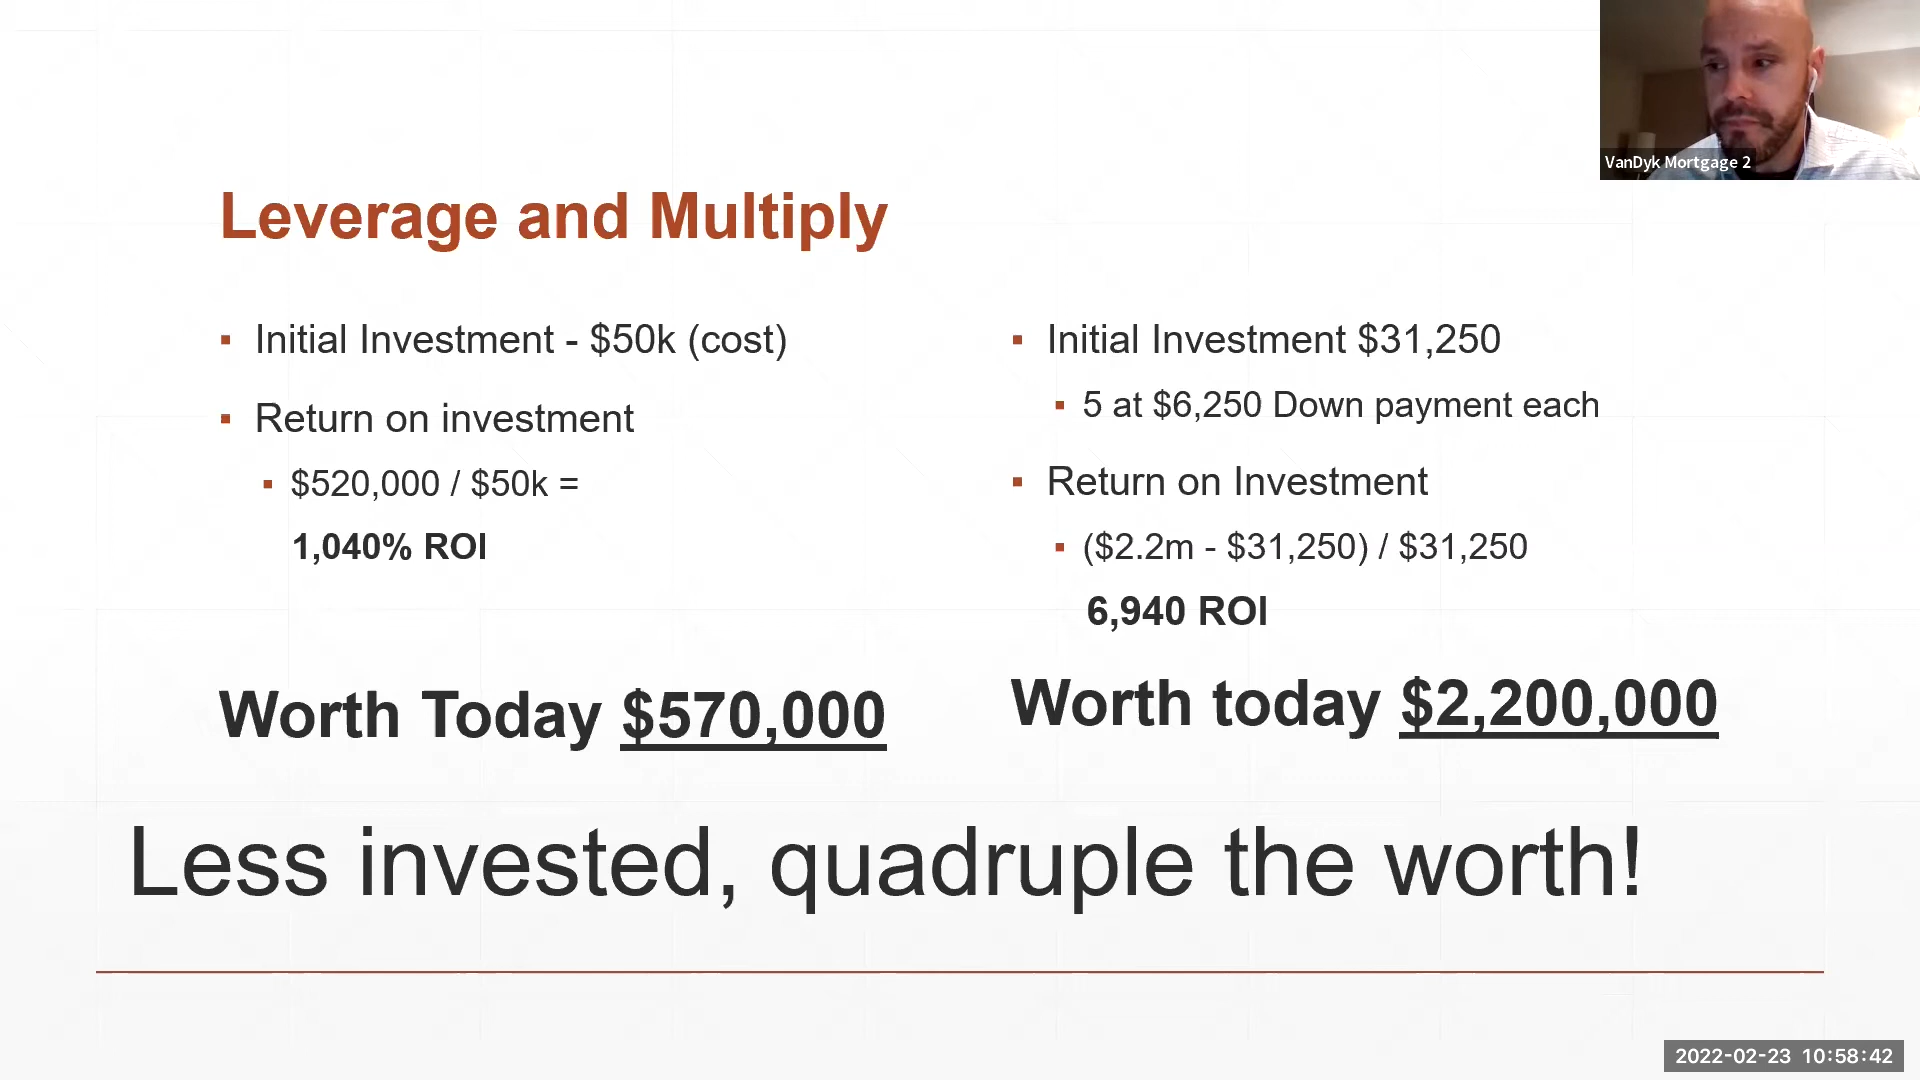 VanDyk Mortgage 2
Leverage and Multiply
▪ Initial Investment - $50k (cost)
▪ Return on investment
▪ $520,000 / $50k =
1,040% ROI
Worth Today $570,000
▪ Initial Investment $31,250
▪ 5 at $6,250 Down payment each
▪ Return on Investment
▪ ($2.2m - $31,250) / $31,250
6,940 ROI
Worth today $2,200,000
Less invested, quadruple the worth!
2022-02-23 10:58:42